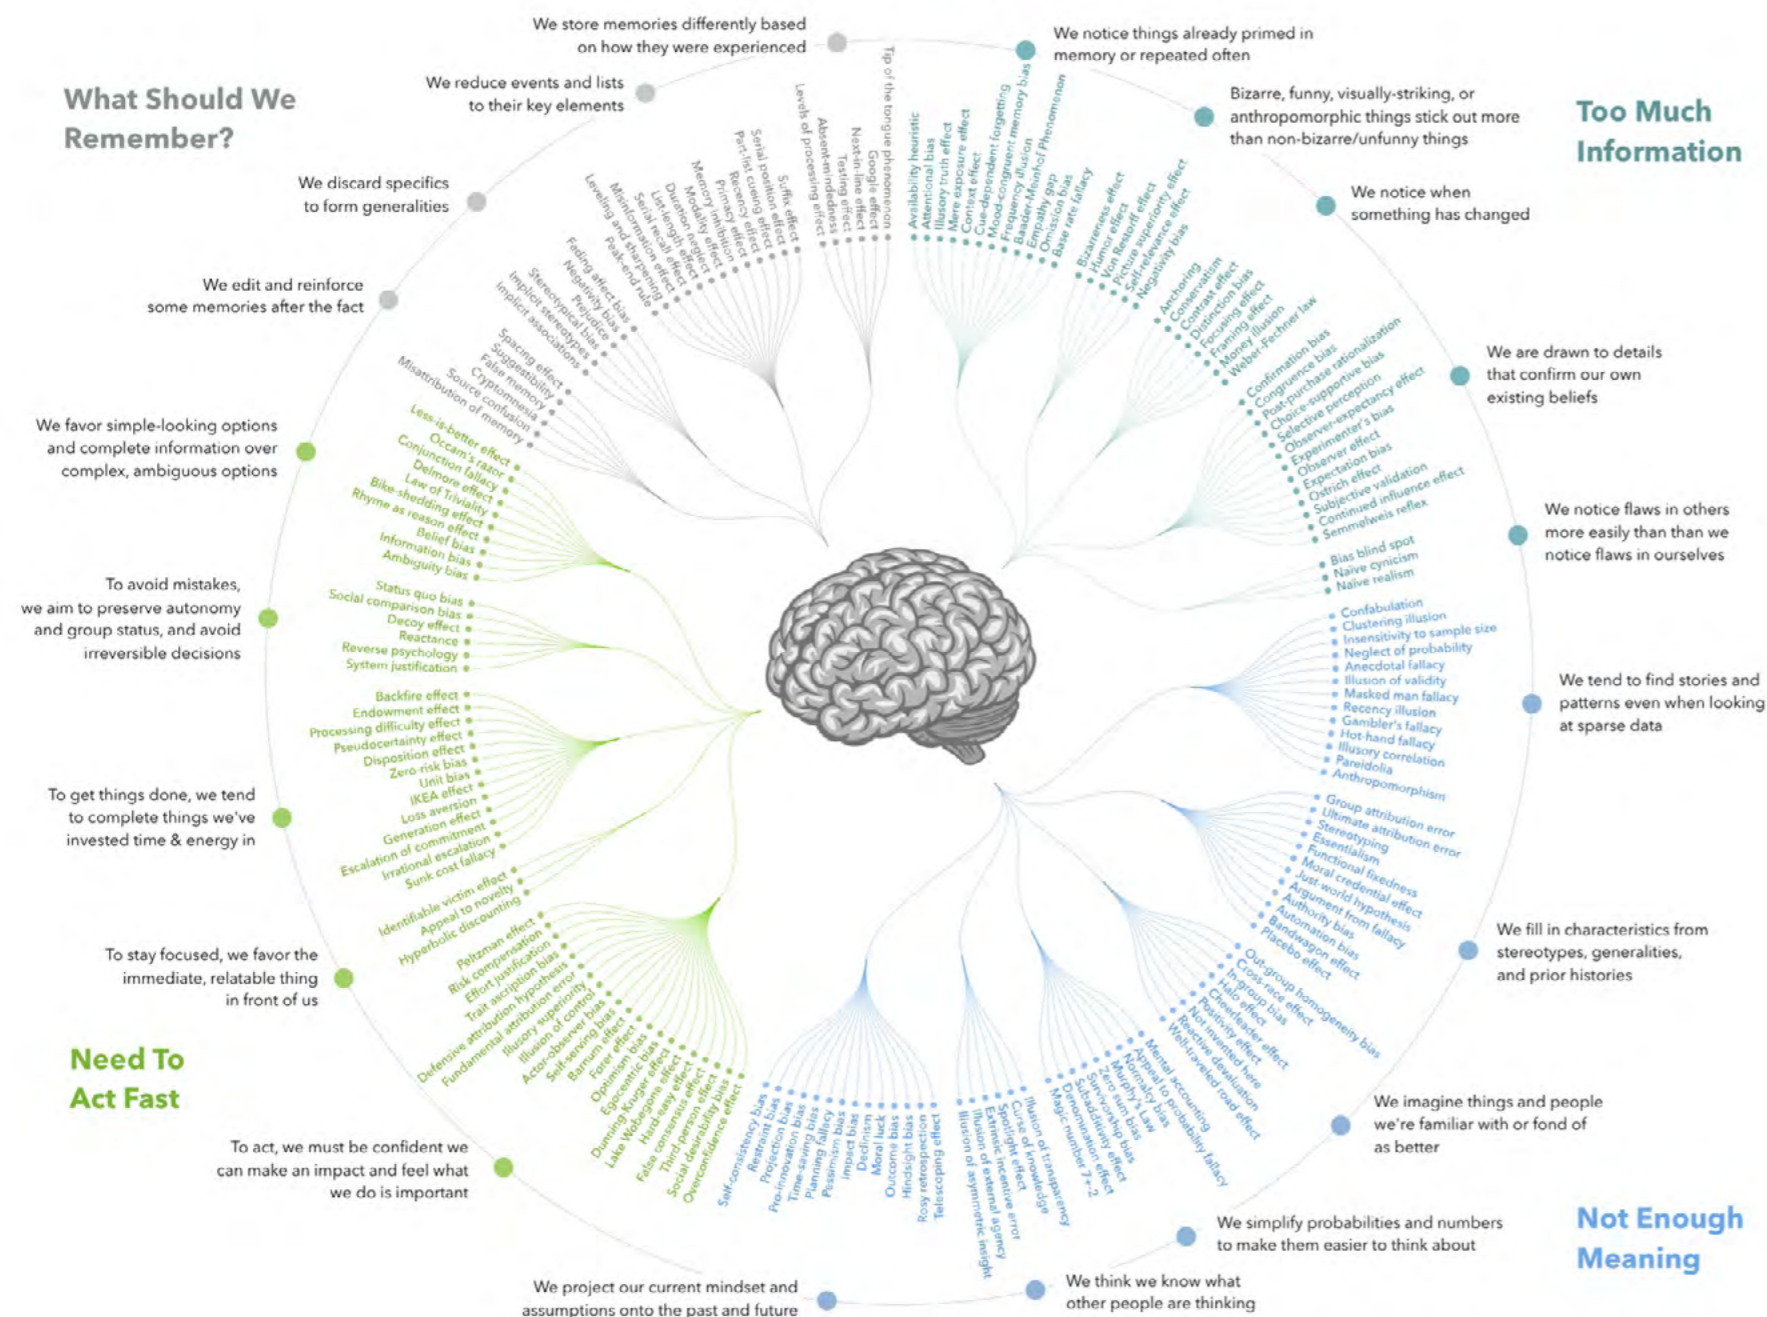 What Should We
Remember?
We store memories differently based
on how they were experienced
We reduce events and lists
to their key elements
We discard specifics
to form generalities
We edit and reinforce
some memories after the fact
Tip of the tongue phenomenon
Google effect
Next-in-line effect
Testing effect
Absent-mindedness
Levels of processing effect
Suffix effect
Serial position effect
Part-list cueing effect
Recency effect
Primacy effect
Memory inhibition
Modality effect
Duration neglect
List-length effect
Serial recall effect
Misinformation effect
Leveling and sharpening
Peak-end rule
Fading affect bias
Negativity bias
Prejudice
Stereotypical bias
Implicit stereotypes
Implicit associations
Spacing effect
Suggestibility
False memory
Cryptomnesia
Source confusion
Misattribution of memory
Too Much
Information
We notice things already primed in
memory or repeated often
Bizarre, funny, visually-striking, or
anthropomorphic things stick out more
than non-bizarre/unfunny things
We notice when
something has changed
We are drawn to details
that confirm our own
existing beliefs
We notice flaws in others
more easily than than we
notice flaws in ourselves
Availability heuristic
Attentional bias
Illusory truth effect
Mere exposure effect
Context effect
Cue-dependent forgetting
Mood-congruent memory bias
Frequency illusion
Baader-Meinhof Phenomenon
Empathy gap
Omission bias
Base rate fallacy
Bizarreness effect
Humor effect
Von Restorff effect
Picture superiority effect
Self-relevance effect
Negativity bias
Anchoring
Conservatism
Contrast effect
Distinction bias
Focusing effect
Framing effect
Money illusion
Weber-Fechner law
Confirmation bias
Congruence bias
Post-purchase rationalization
Choice-supportive bias
Selective perception
Observer-expectancy effect
Experimenter's bias
Observer effect
Expectation bias
Ostrich effect
Subjective validation
Continued influence effect
Semmelweis reflex
Bias blind spot
Naïve cynicism
Naïve realism
We tend to find stories and
patterns even when looking
at sparse data
We fill in characteristics from
stereotypes, generalities,
and prior histories
We imagine things and people
we're familiar with or fond of
as better
We simplify probabilities and numbers
to make them easier to think about
We think we know what
other people are thinking
We project our current mindset and
assumptions onto the past and future
Not Enough
Meaning
Confabulation
Clustering illusion
Insensitivity to sample size
Neglect of probability
Anecdotal fallacy
Illusion of validity
Masked man fallacy
Recency illusion
Gambler's fallacy
Hot-hand fallacy
Illusory correlation
Pareidolia
Anthropomorphism
Group attribution error
Ultimate attribution error
Stereotyping
Essentialism
Functional fixedness
Moral credential effect
Just-world hypothesis
Argument from fallacy
Authority bias
Automation bias
Bandwagon effect
Placebo effect
Out-group homogeneity bias
Cross-race effect
In-group bias
Halo effect
Cheerleader effect
Positivity effect
Not invented here
Reactive devaluation
Well-traveled road effect
Mental accounting
Appeal to probability fallacy
Normalcy bias
Murphy's Law
Zero sum bias
Survivorship bias
Subadditivity effect
Denomination effect
Magic number 7+-2
Illusion of transparency
Curse of knowledge
Spotlight effect
Extrinsic incentive error
Illusion of external agency
Illusion of asymmetric insight
Telescoping effect
Rosy retrospection
Hindsight bias
Outcome bias
Moral luck
Declinism
Impact bias
Pessimism bias
Planning fallacy
Time-saving bias
Pro-innovation bias
Projection bias
Restraint bias
Self-consistency bias
We favor simple-looking options
and complete information over
complex, ambiguous options
To avoid mistakes,
we aim to preserve autonomy
and group status, and avoid
irreversible decisions
To get things done, we tend
to complete things we've
invested time & energy in
To stay focused, we favor the
immediate, relatable thing
in front of us
Need To
Act Fast
To act, we must be confident we
can make an impact and feel what
we do is important
Less-is-better effect
Occam's razor
Conjunction fallacy
Delmore effect
Law of Triviality
Bike-shedding effect
Rhyme as reason effect
Belief bias
Information bias
Ambiguity bias
Status quo bias
Social comparison bias
Decoy effect
Reactance
Reverse psychology
System justification
Backfire effect
Endowment effect
Processing difficulty effect
Pseudocertainty effect
Disposition effect
Zero-risk bias
Unit bias
IKEA effect
Loss aversion
Generation effect
Escalation of commitment
Irrational escalation
Sunk cost fallacy
Identifiable victim effect
Appeal to novelty
Hyperbolic discounting
Peltzman effect
Risk compensation
Effort justification
Trait ascription bias
Defensive attribution hypothesis
Fundamental attribution error
Illusory superiority
Illusion of control
Actor-observer bias
Self-serving bias
Barnum effect
Forer effect
Optimism bias
Egocentric bias
Dunning-Kruger effect
Lake Wobegone effect
Hard-easy effect
False consensus effect
Third-person effect
Social desirability bias
Overconfidence effect